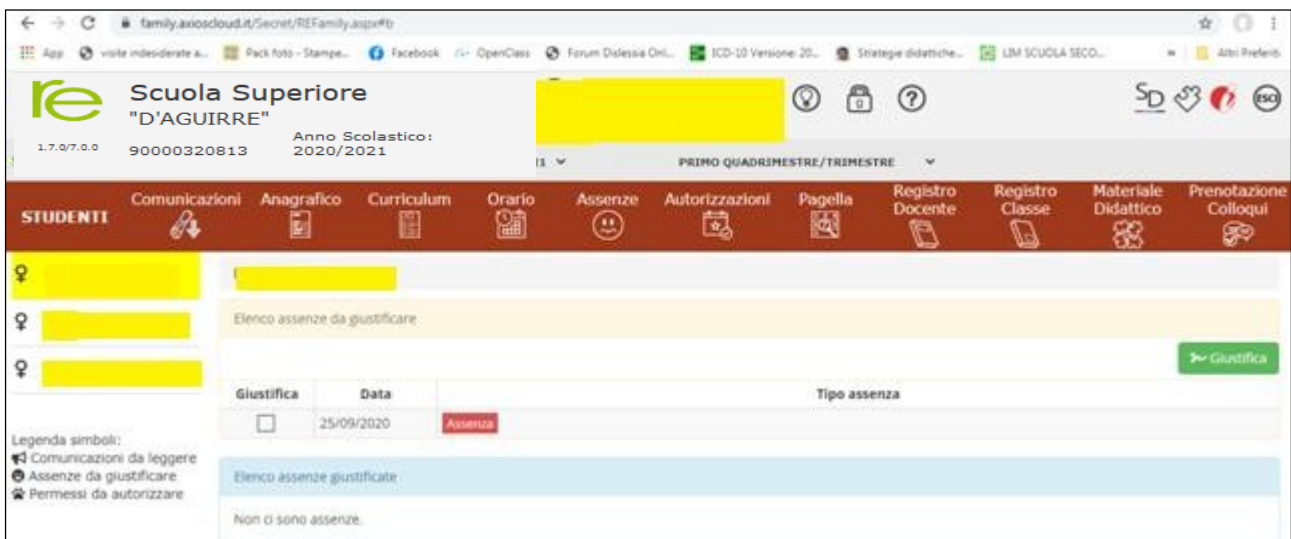 family.axioscloud.it/Secret/REFamily.aspx#b
App visite indesiderate a... Pack foto - Stampe... Facebook OpenClass Forum Didessia Onl... ICD-10 Versione: 20... Strategie didattiche... LIM SCUOLA SECO... » Altri Preferiti
re Scuola Superiore
"D'AGUIRRE"
SD ISO
1.7.0/7.0.0 90000320813 Anno Scolastico: 2020/2021
PRIMO QUADRIMESTRE/TRIMESTRE
STUDENTI Comunicazioni Anagrafico Curriculum Orario Assenze Autorizzazioni Pagella Registro Docente Registro Classe Materiale Didattico Prenotazione Colloqui
Elenco assenze da giustificare
Giustifica
Giustifica Data Tipo assenza
25/09/2020 Assenza
Legenda simboli:
Comunicazioni da leggere
Assenze da giustificare
Permessi da autorizzare
Elenco assenze giustificate
Non ci sono assenze.